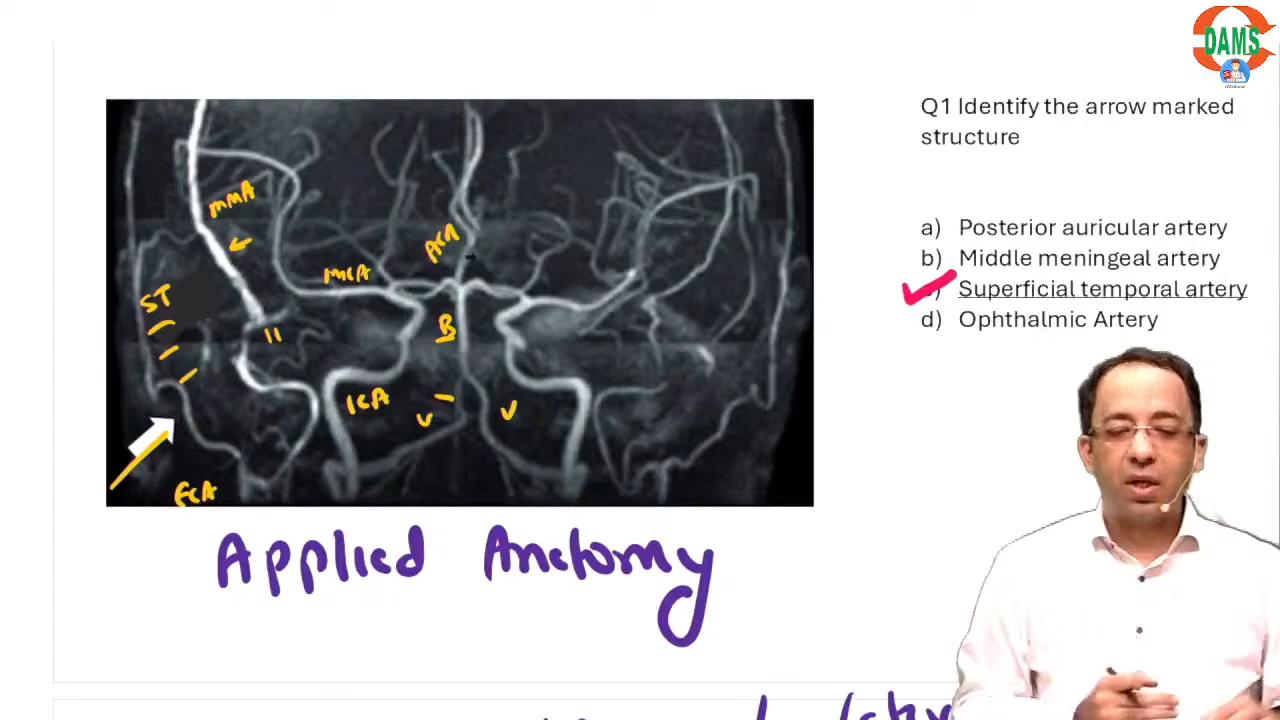 DAMS
Q1 Identify the arrow marked
structure
a) Posterior auricular artery
b) Middle meningeal artery
Superficial temporal artery
d) Ophthalmic Artery
MMA
ACA
MCA
ST
11
B
ICA
V
V
ECA
Applied Anatomy